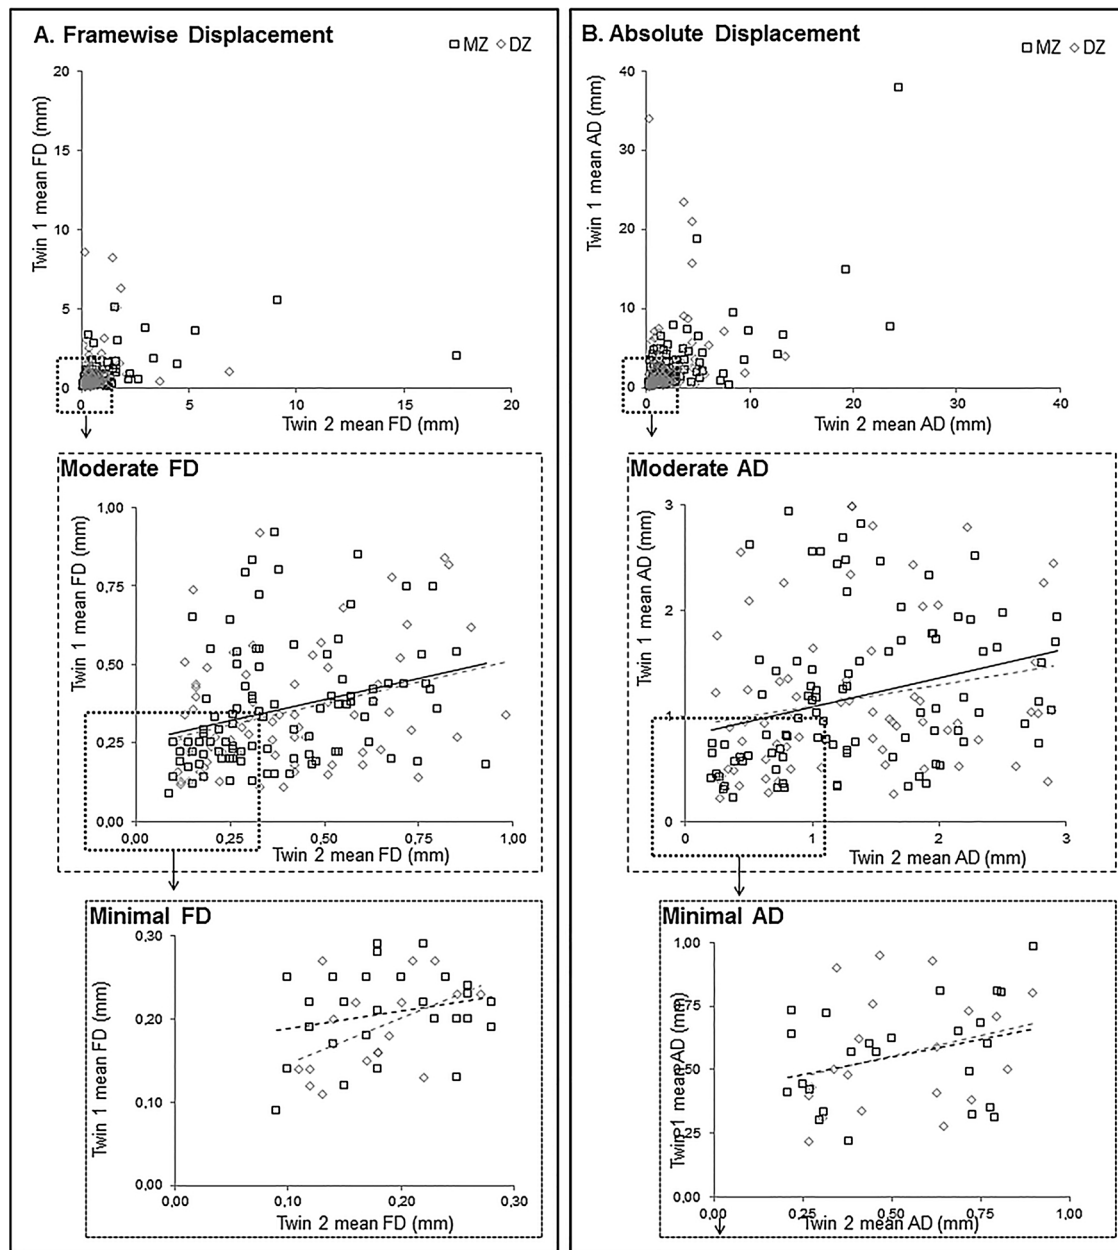 A. Framewise Displacement
MZ DZ
20
15
10
5
0
0 5 10 15 20
Twin 1 mean FD (mm)
Twin 2 mean FD (mm)
Moderate FD
1,00
0,75
0,50
0,25
0,00
0,00 0,25 0,50 0,75 1,00
Twin 1 mean FD (mm)
Twin 2 mean FD (mm)
Minimal FD
0,30
0,20
0,10
0,00
0,00 0,10 0,20 0,30
Twin 1 mean FD (mm)
Twin 2 mean FD (mm)
B. Absolute Displacement
MZ DZ
40
30
20
10
0
0 10 20 30 40
Twin 1 mean AD (mm)
Twin 2 mean AD (mm)
Moderate AD
3
2
1
0
0 1 2 3
Twin 1 mean AD (mm)
Twin 2 mean AD (mm)
Minimal AD
1,00
0,75
0,50
0,25
0,00
0,00 0,25 0,50 0,75 1,00
Twin 1 mean AD (mm)
Twin 2 mean AD (mm)